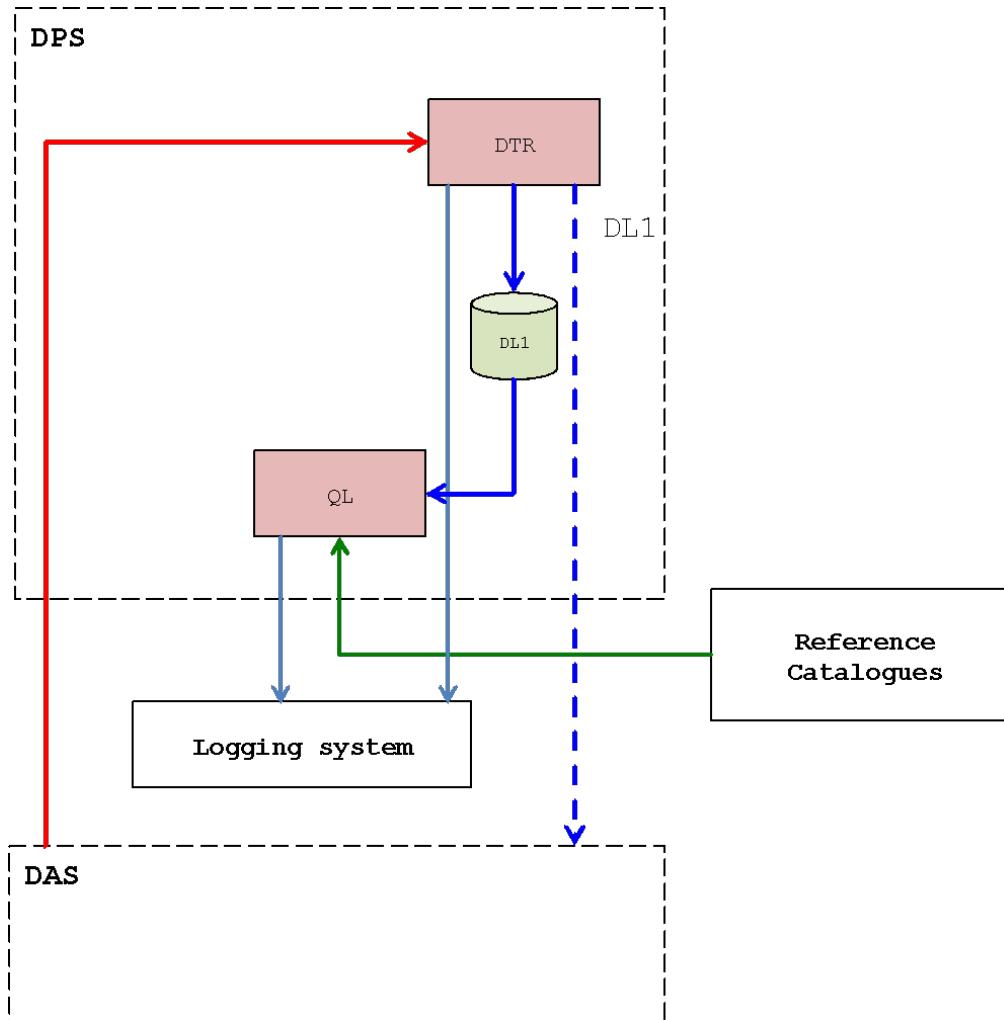 DPS
DTR
DL1
DL1
QL
Reference
Catalogues
Logging system
DAS